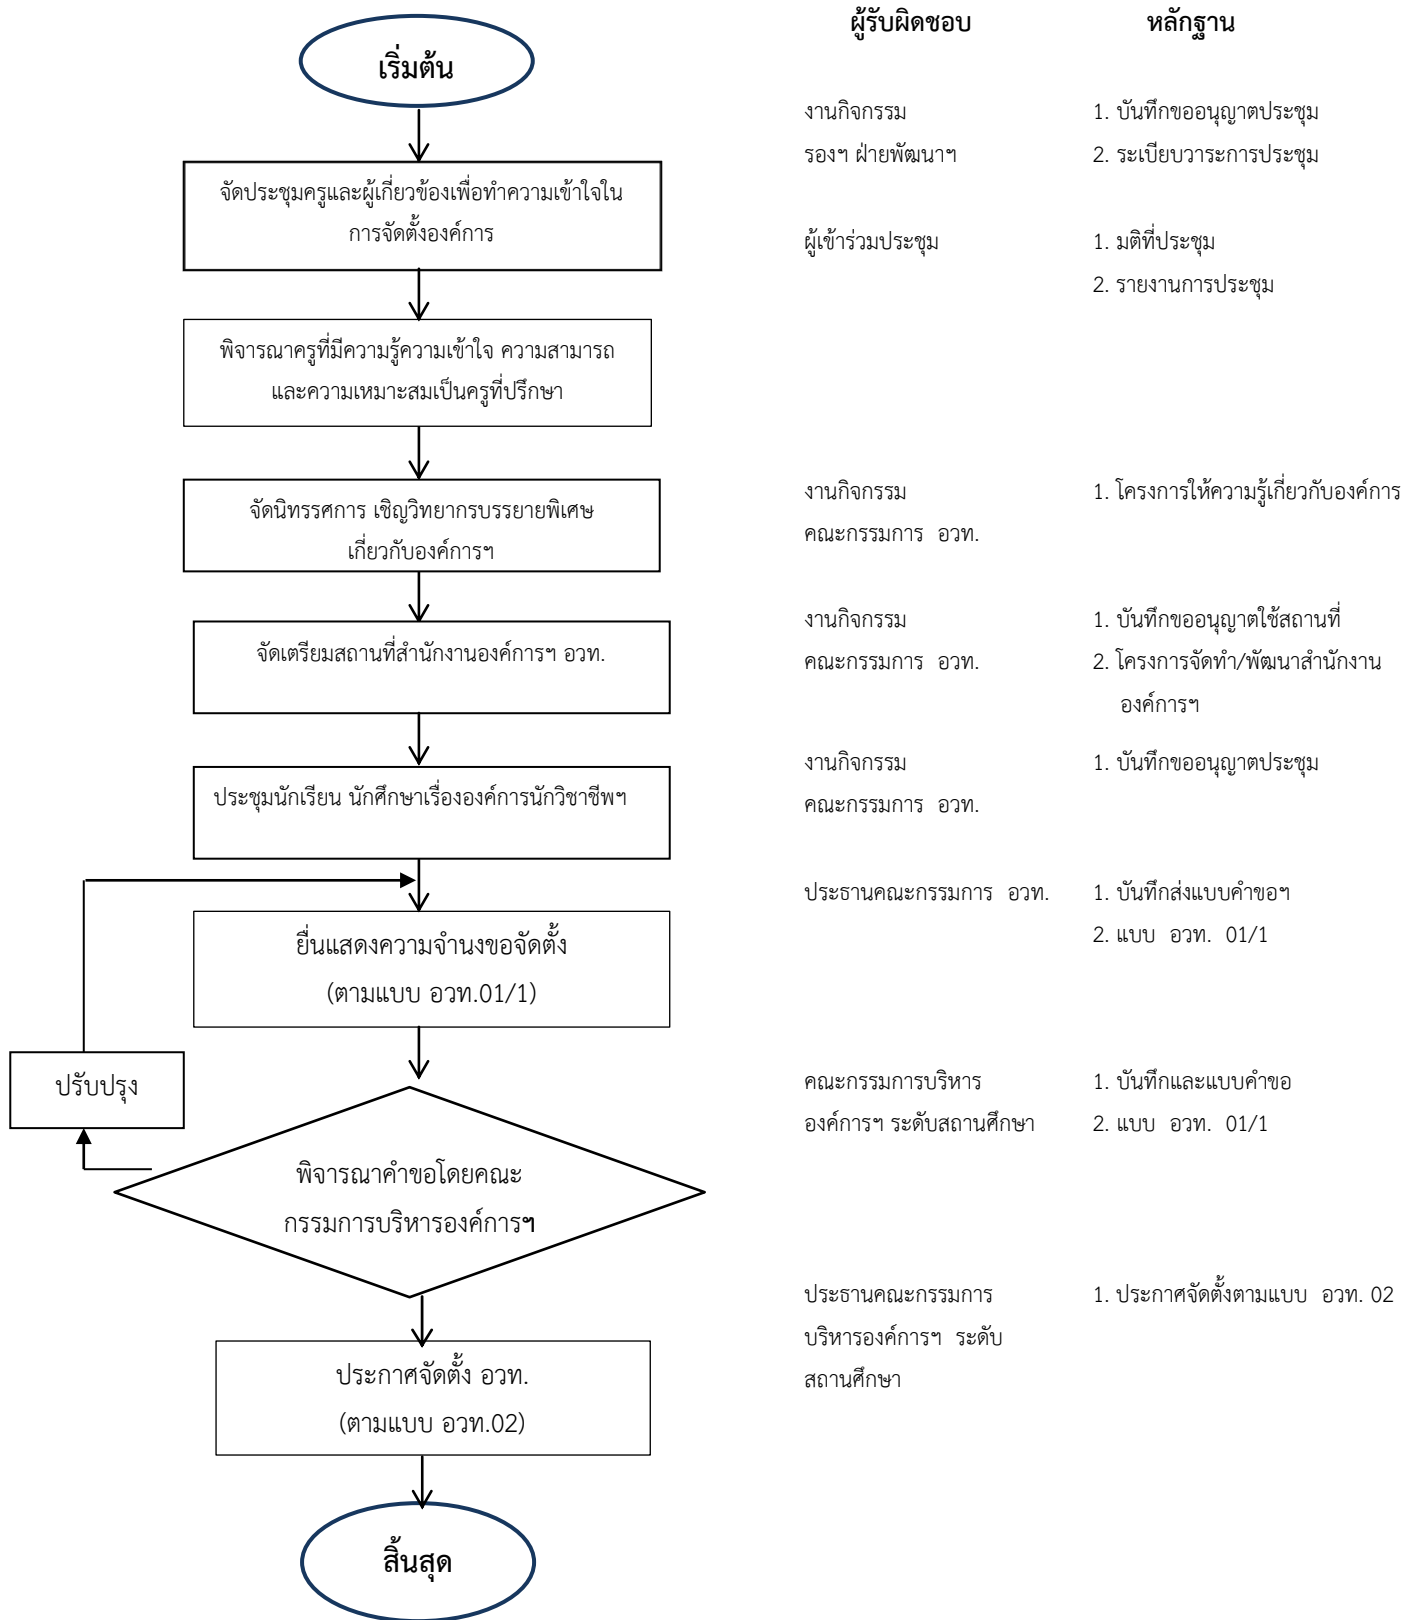 ผู้รับผิดชอบ หลักฐาน
เริ่มต้น
งานกิจกรรม 1. บันทึกขออนุญาตประชุม
รองฯ ฝ่ายพัฒนาฯ 2. ระเบียบวาระการประชุม
จัดประชุมครูและผู้เกี่ยวข้องเพื่อทำความเข้าใจใน
การจัดตั้งองค์การ
ผู้เข้าร่วมประชุม 1. มติที่ประชุม
2. รายงานการประชุม
พิจารณาครูที่มีความรู้ความเข้าใจ ความสามารถ
และความเหมาะสมเป็นครูที่ปรึกษา
จัดนิทรรศการ เชิญวิทยากรบรรยายพิเศษ
เกี่ยวกับองค์การฯ
งานกิจกรรม 1. โครงการให้ความรู้เกี่ยวกับองค์การ
คณะกรรมการ อวท.
จัดเตรียมสถานที่สำนักงานองค์การฯ อวท.
งานกิจกรรม 1. บันทึกขออนุญาตใช้สถานที่
คณะกรรมการ อวท. 2. โครงการจัดทำ/พัฒนาสำนักงาน
องค์การฯ
ประชุมนักเรียน นักศึกษาเรื่ององค์การนักวิชาชีพฯ
งานกิจกรรม 1. บันทึกขออนุญาตประชุม
คณะกรรมการ อวท.
ยื่นแสดงความจำนงขอจัดตั้ง
(ตามแบบ อวท.01/1)
ประธานคณะกรรมการ อวท. 1. บันทึกส่งแบบคำขอฯ
2. แบบ อวท. 01/1
ปรับปรุง
พิจารณาคำขอโดยคณะ
กรรมการบริหารองค์การฯ
คณะกรรมการบริหาร 1. บันทึกและแบบคำขอ
องค์การฯ ระดับสถานศึกษา 2. แบบ อวท. 01/1
ประกาศจัดตั้ง อวท.
(ตามแบบ อวท.02)
ประธานคณะกรรมการ 1. ประกาศจัดตั้งตามแบบ อวท. 02
บริหารองค์การฯ ระดับ
สถานศึกษา
สิ้นสุด